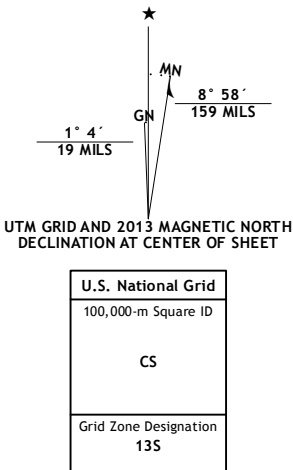 ★
MN
GN
8° 58´
159 MILS
1° 4´
19 MILS
UTM GRID AND 2013 MAGNETIC NORTH
DECLINATION AT CENTER OF SHEET
U.S. National Grid
100,000-m Square ID
CS
Grid Zone Designation
13S